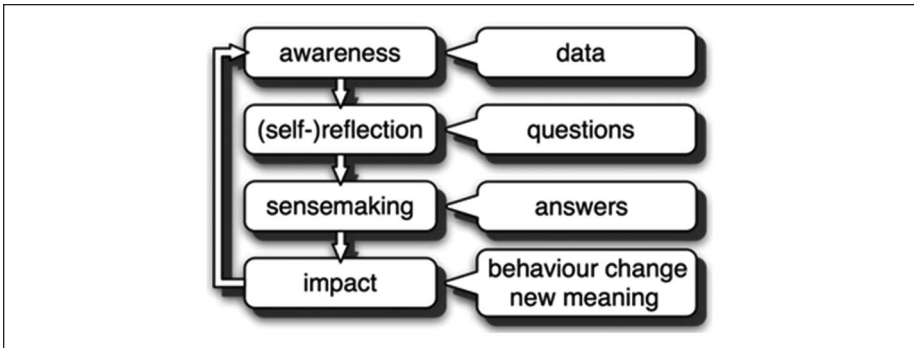 awareness
data
(self-)reflection
questions
sensemaking
answers
impact
behaviour change
new meaning